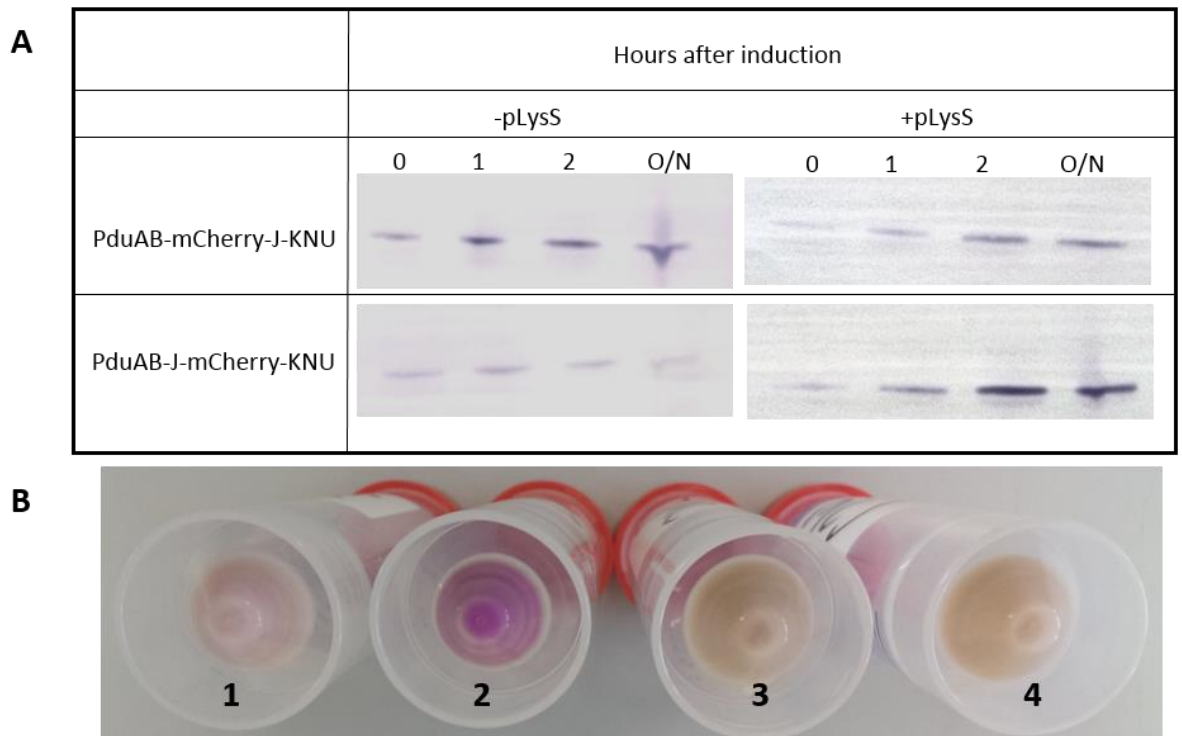 A
Hours after induction
-pLysS +pLysS
0 1 2 O/N 0 1 2 O/N
PduAB-mCherry-J-KNU
PduAB-J-mCherry-KNU
B
1 2 3 4